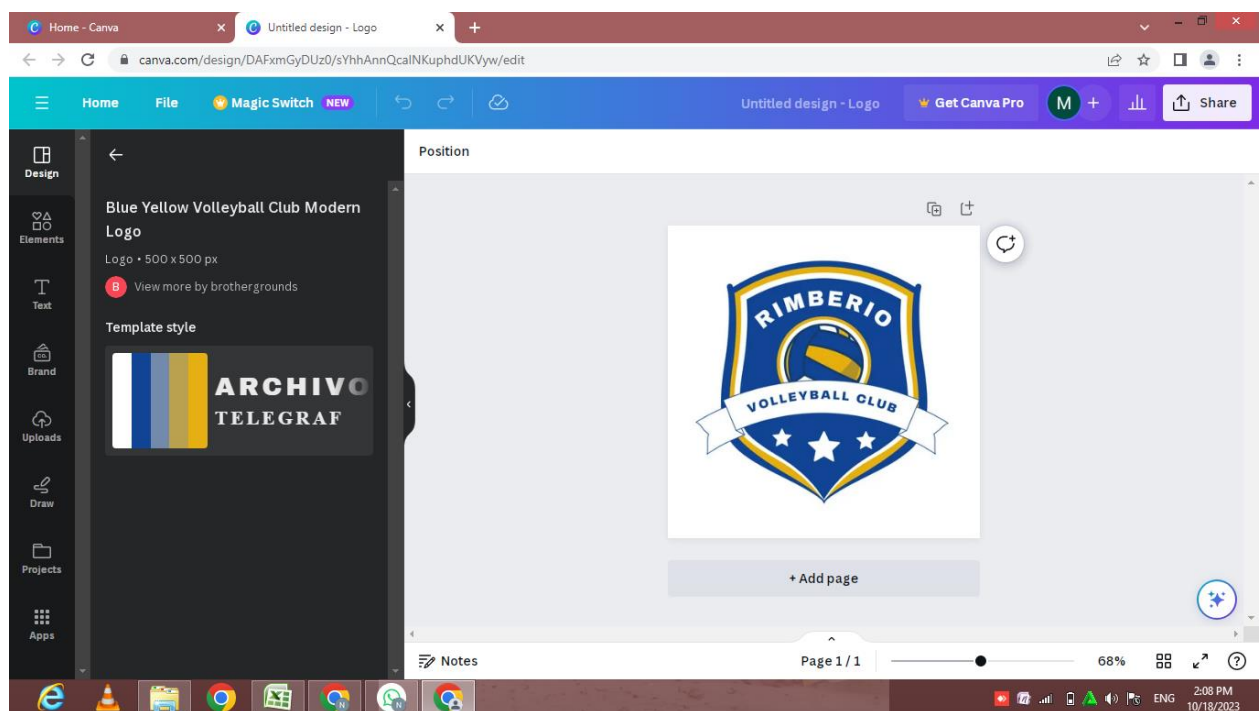 Home - Canva
Untitled design - Logo
canva.com/design/DAFxmGyDUz0/sYhhAnnQcaINKuphdUKVyw/edit
Home File Magic Switch NEW Untitled design - Logo Get Canva Pro M + Share
Design
Elements
Text
Brand
CO.
Uploads
Draw
Projects
Apps
Blue Yellow Volleyball Club Modern
Logo
Logo • 500 x 500 px
B View more by brothergrounds
Template style
ARCHIVO
TELEGRAF
Position
RIMBERIO
VOLLEYBALL CLUB
+ Add page
Notes Page 1 / 1 68%
ENG 2:08 PM
10/18/2023